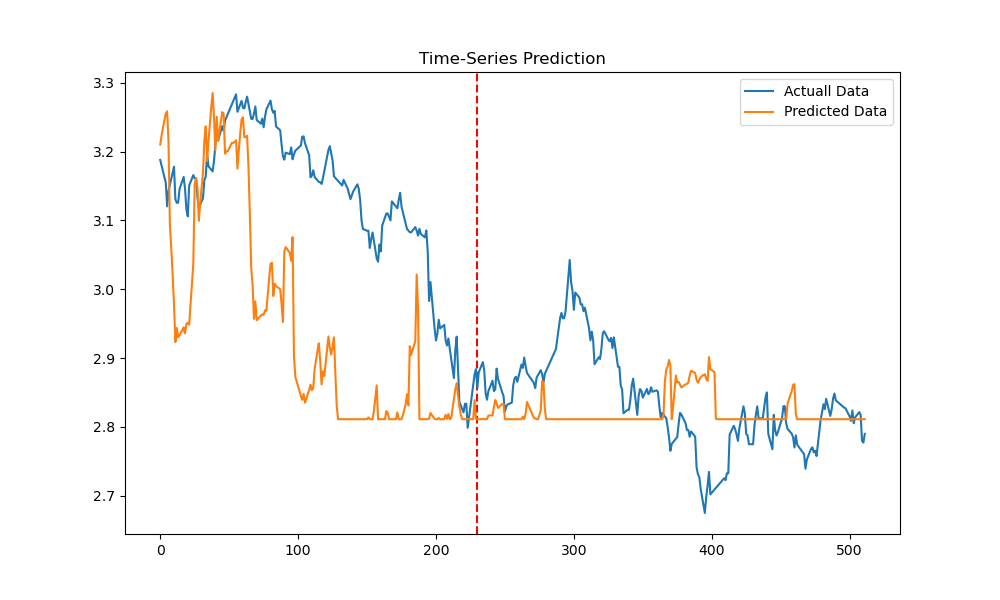 Time-Series Prediction
Actuall Data
Predicted Data
3.3
3.2
3.1
3.0
2.9
2.8
2.7
0 100 200 300 400 500